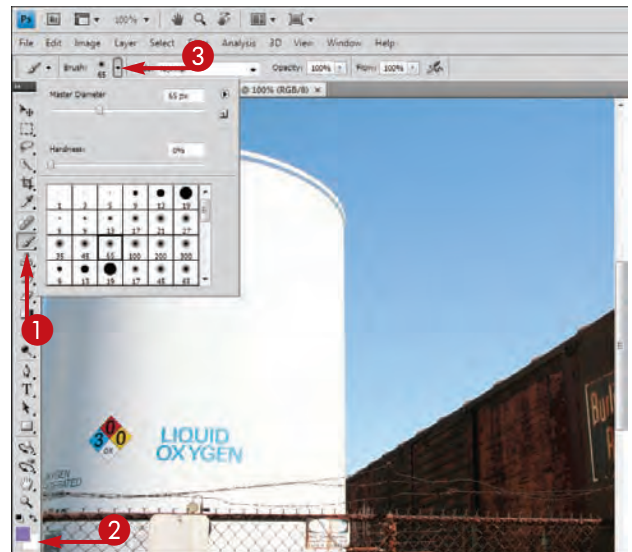 Ps Br 100%
File Edit Image Layer Select Analysis 3D View Window Help
Brush: 65 Opacity: 100% Flow: 100%
3
@ 100% (RGB/8) ×
Master Diameter 65 px
Hardness: 0%
1 3 5 9 13 19
5 9 13 17 21 27
35 45 65 100 200 300
9 13 19 17 45 65
1
T
3 0 0
OX
LIQUID
OXYGEN
2